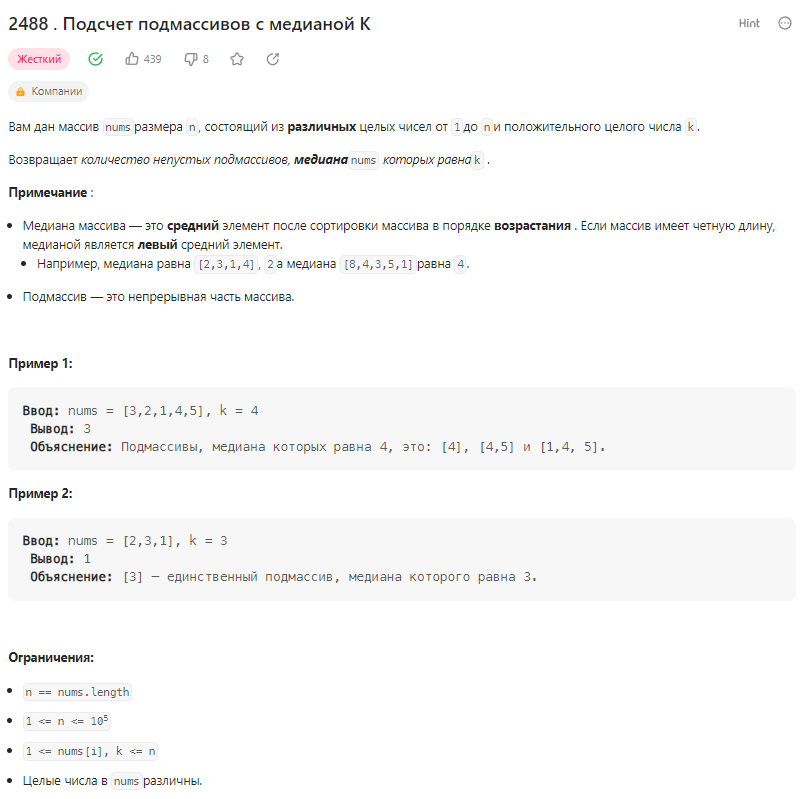 2488 . Подсчет подмассивов с медианой К
Hint
Жесткий
439
8
Компании
Вам дан массив nums размера n, состоящий из различных целых чисел от 1 до n и положительного целого числа k.
Возвращает количество непустых подмассивов, медиана nums которых равна k .
Примечание :
Медиана массива — это средний элемент после сортировки массива в порядке возрастания . Если массив имеет четную длину,
медианой является левый средний элемент.
Например, медиана равна [2,3,1,4], 2 а медиана [8,4,3,5,1] равна 4.
Подмассив — это непрерывная часть массива.
Пример 1:
Ввод: nums = [3,2,1,4,5], k = 4
Вывод: 3
Объяснение: Подмассивы, медиана которых равна 4, это: [4], [4,5] и [1,4, 5].
Пример 2:
Ввод: nums = [2,3,1], k = 3
Вывод: 1
Объяснение: [3] — единственный подмассив, медиана которого равна 3.
Ограничения:
n == nums.length
1 <= n <= 10⁵
1 <= nums[i], k <= n
Целые числа в nums различны.